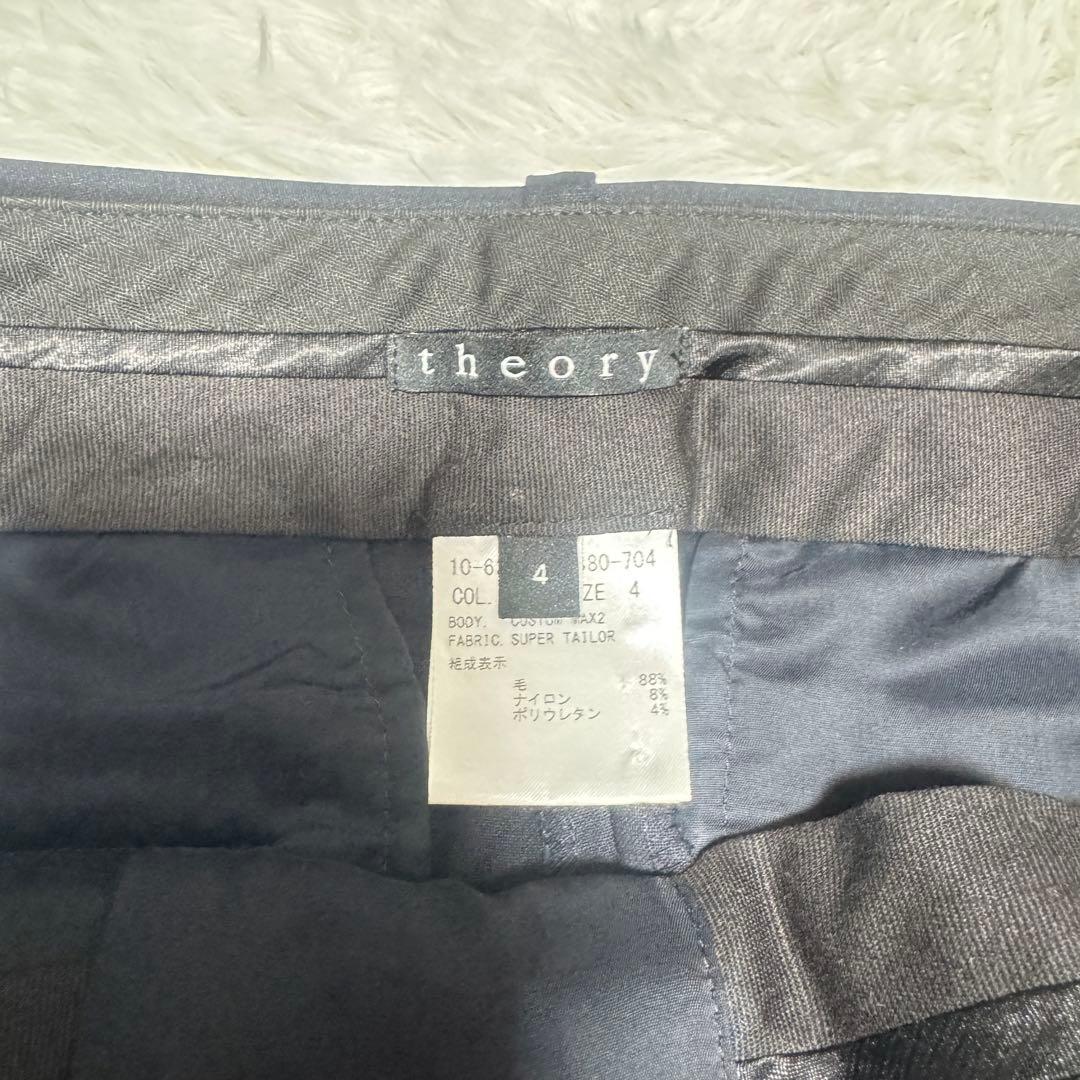 theory
4
10-6 80-704
COL. ZE 4
BODY. CUSTOM MAX2
FABRIC. SUPER TAILOR
組成表示
毛 88%
ナイロン 8%
ポリウレタン 4%